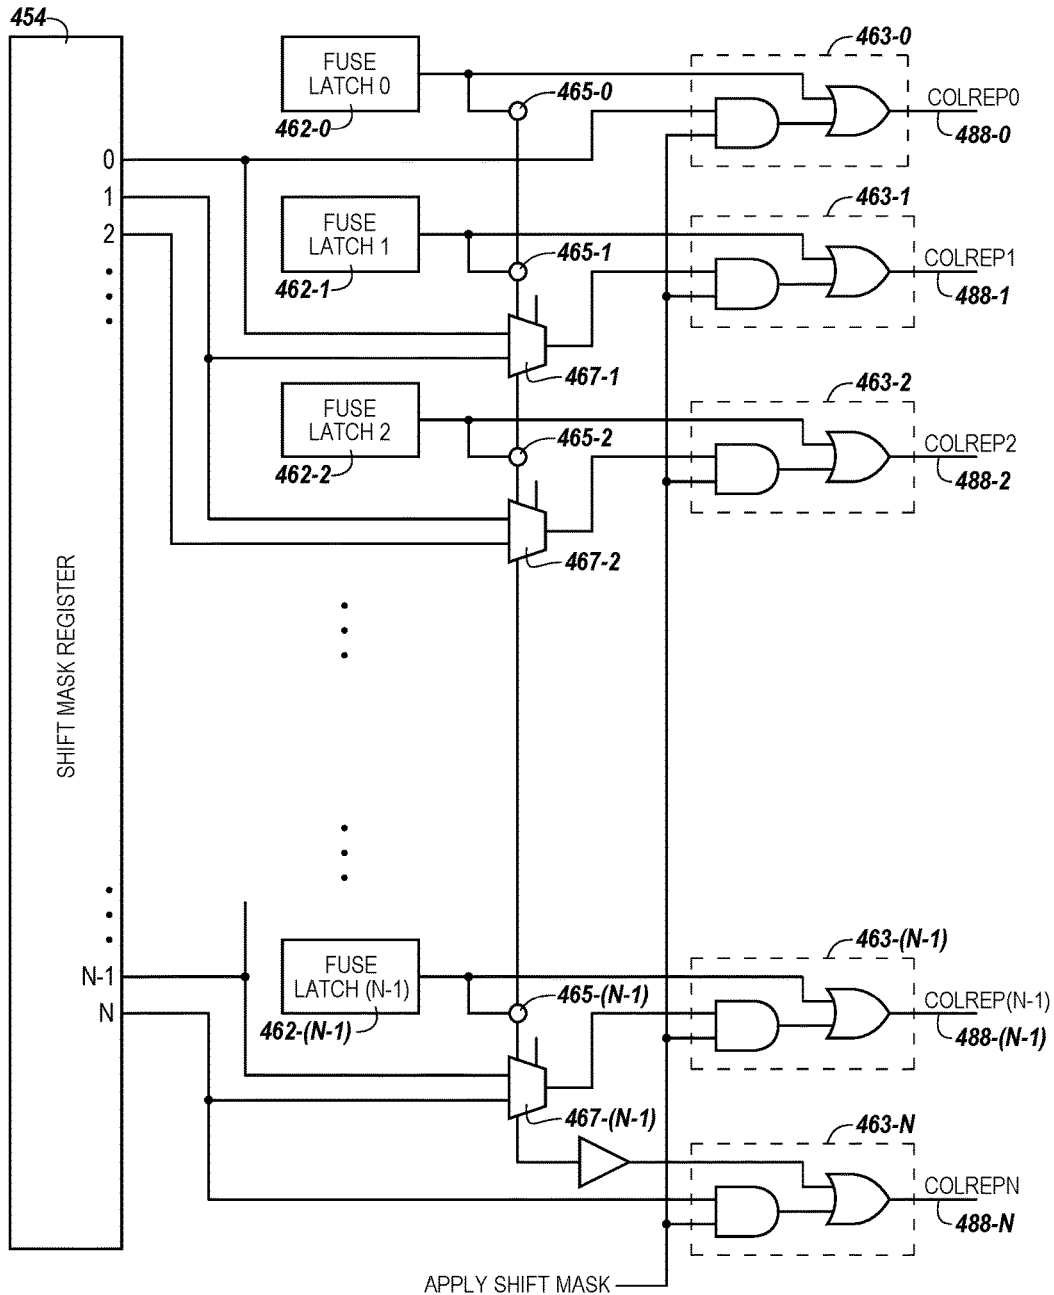 454
FUSE
LATCH 0
462-0
465-0
463-0
COLREP0
488-0
0
1
2
FUSE
LATCH 1
462-1
465-1
467-1
463-1
COLREP1
488-1
FUSE
LATCH 2
462-2
465-2
467-2
463-2
COLREP2
488-2
SHIFT MASK REGISTER
N-1
N
FUSE
LATCH (N-1)
462-(N-1)
465-(N-1)
467-(N-1)
463-(N-1)
COLREP(N-1)
488-(N-1)
463-N
COLREPN
488-N
APPLY SHIFT MASK